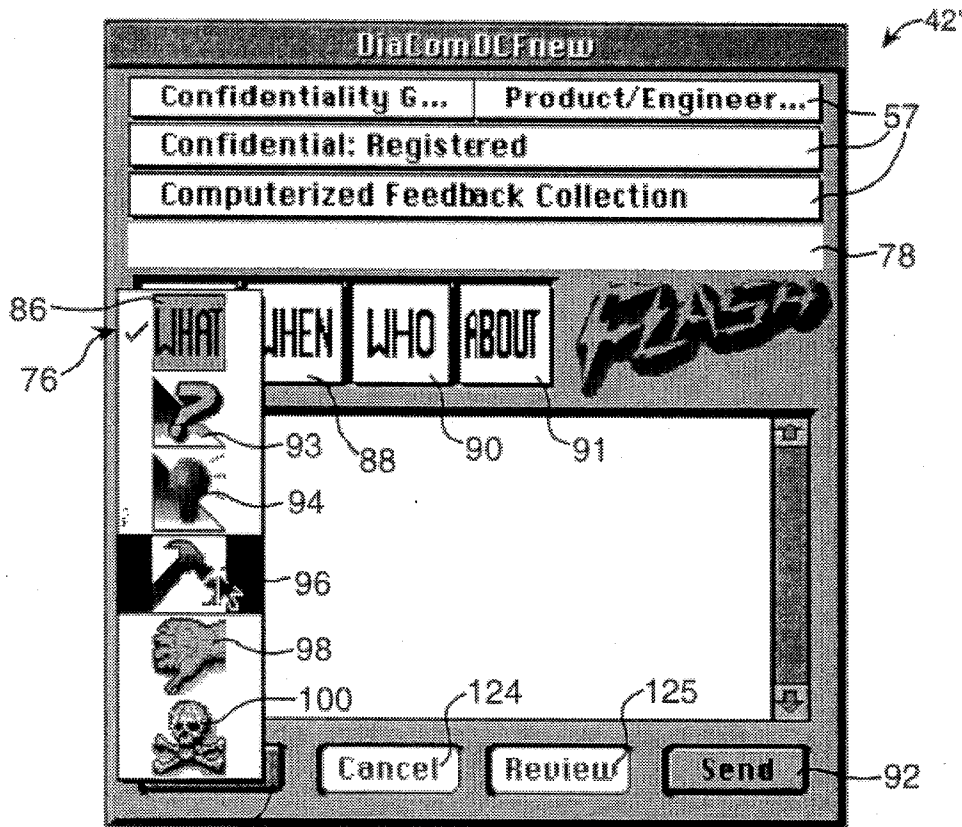 42'
DiaComDCFnew
Confidentiality G... Product/Engineer...
57
Confidential: Registered
Computerized Feedback Collection
78
86
WHAT WHEN WHO ABOUT FLASH
76
?
93 88 90 91
94
96
98
100 124 125
Cancel Review Send
92